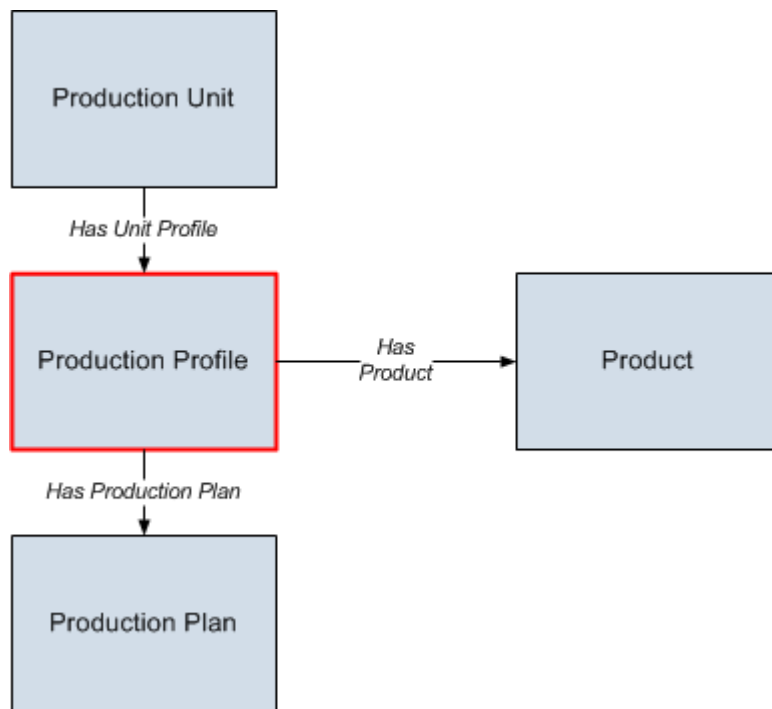 Production Unit
Has Unit Profile
Production Profile
Has
Product
Product
Has Production Plan
Production Plan